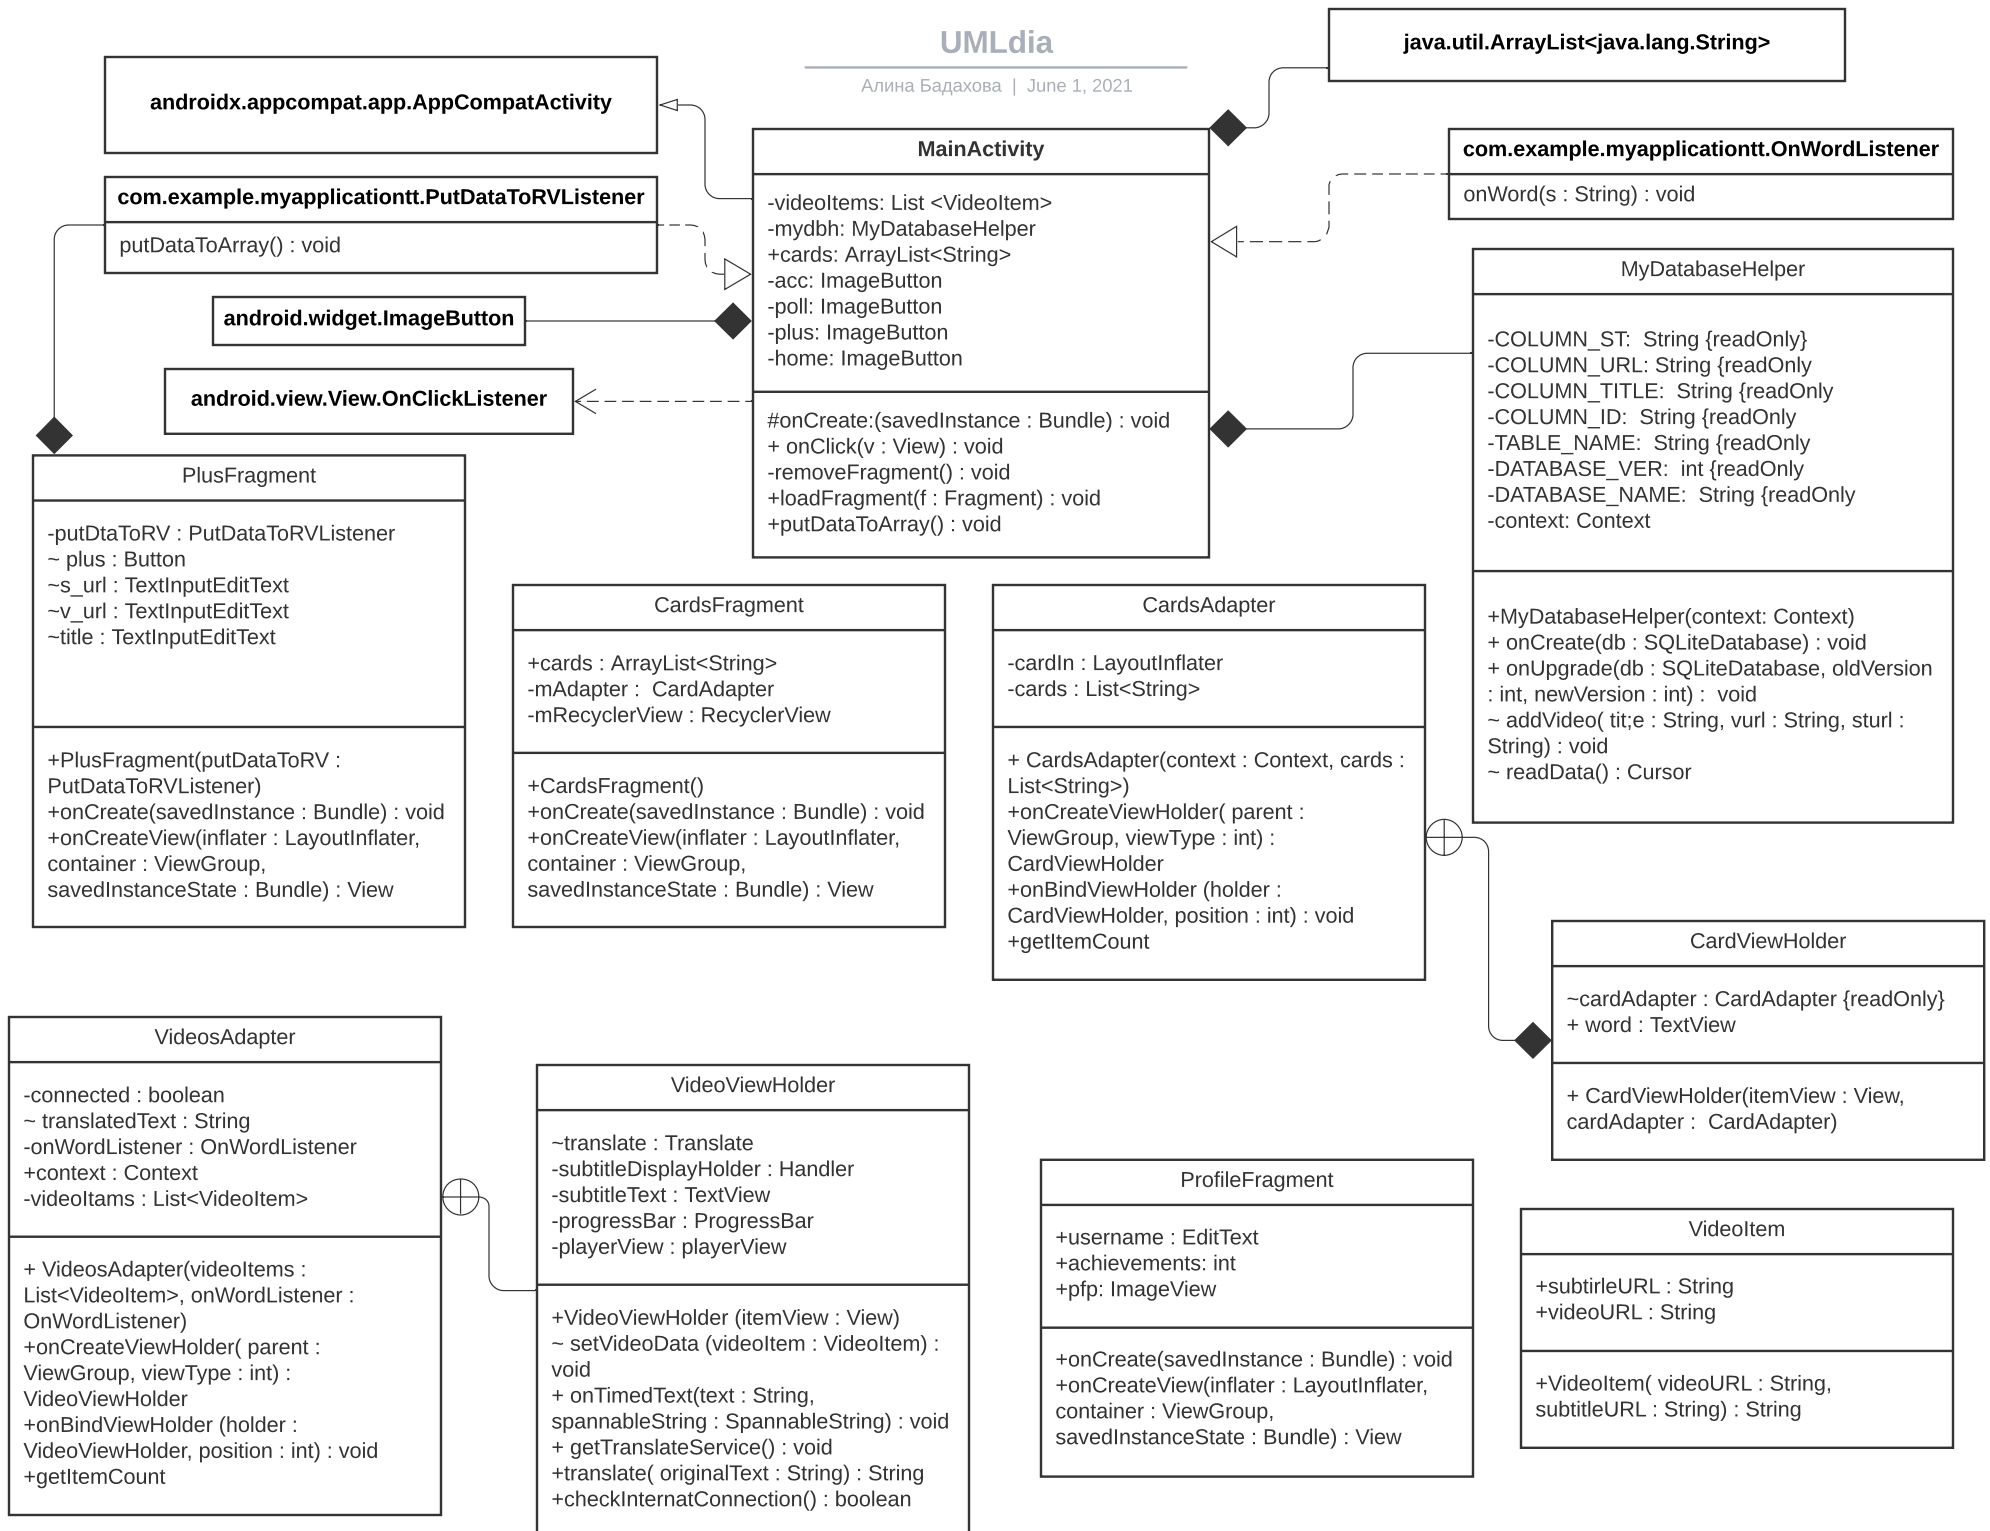 UMLdia
Алина Бадахова | June 1, 2021
java.util.ArrayList<java.lang.String>
androidx.appcompat.app.AppCompatActivity
MainActivity
-videoItems: List <VideoItem>
-mydbh: MyDatabaseHelper
+cards: ArrayList<String>
-acc: ImageButton
-poll: ImageButton
-plus: ImageButton
-home: ImageButton
#onCreate:(savedInstance : Bundle) : void
+ onClick(v : View) : void
-removeFragment() : void
+loadFragment(f : Fragment) : void
+putDataToArray() : void
com.example.myapplicationtt.OnWordListener
onWord(s : String) : void
com.example.myapplicationtt.PutDataToRVListener
putDataToArray() : void
android.widget.ImageButton
android.view.View.OnClickListener
MyDatabaseHelper
-COLUMN_ST:  String {readOnly}
-COLUMN_URL: String {readOnly
-COLUMN_TITLE:  String {readOnly
-COLUMN_ID:  String {readOnly
-TABLE_NAME:  String {readOnly
-DATABASE_VER:  int {readOnly
-DATABASE_NAME:  String {readOnly
-context: Context
+MyDatabaseHelper(context: Context)
+ onCreate(db : SQLiteDatabase) : void
+ onUpgrade(db : SQLiteDatabase, oldVersion
: int, newVersion : int) :  void
~ addVideo( tit;e : String, vurl : String, sturl :
String) : void
~ readData() : Cursor
PlusFragment
-putDtaToRV : PutDataToRVListener
~ plus : Button
~s_url : TextInputEditText
~v_url : TextInputEditText
~title : TextInputEditText
+PlusFragment(putDataToRV :
PutDataToRVListener)
+onCreate(savedInstance : Bundle) : void
+onCreateView(inflater : LayoutInflater,
container : ViewGroup,
savedInstanceState : Bundle) : View
CardsFragment
+cards : ArrayList<String>
-mAdapter :  CardAdapter
-mRecyclerView : RecyclerView
+CardsFragment()
+onCreate(savedInstance : Bundle) : void
+onCreateView(inflater : LayoutInflater,
container : ViewGroup,
savedInstanceState : Bundle) : View
CardsAdapter
-cardIn : LayoutInflater
-cards : List<String>
+ CardsAdapter(context : Context, cards :
List<String>)
+onCreateViewHolder( parent :
ViewGroup, viewType : int) :
CardViewHolder
+onBindViewHolder (holder :
CardViewHolder, position : int) : void
+getItemCount
CardViewHolder
~cardAdapter : CardAdapter {readOnly}
+ word : TextView
+ CardViewHolder(itemView : View,
cardAdapter :  CardAdapter)
VideosAdapter
-connected : boolean
~ translatedText : String
-onWordListener : OnWordListener
+context : Context
-videoItams : List<VideoItem>
+ VideosAdapter(videoItems :
List<VideoItem>, onWordListener :
OnWordListener)
+onCreateViewHolder( parent :
ViewGroup, viewType : int) :
VideoViewHolder
+onBindViewHolder (holder :
VideoViewHolder, position : int) : void
+getItemCount
VideoViewHolder
~translate : Translate
-subtitleDisplayHolder : Handler
-subtitleText : TextView
-progressBar : ProgressBar
-playerView : playerView
+VideoViewHolder (itemView : View)
~ setVideoData (videoItem : VideoItem) :
void
+ onTimedText(text : String,
spannableString : SpannableString) : void
+ getTranslateService() : void
+translate( originalText : String) : String
+checkInternatConnection() : boolean
ProfileFragment
+username : EditText
+achievements: int
+pfp: ImageView
+onCreate(savedInstance : Bundle) : void
+onCreateView(inflater : LayoutInflater,
container : ViewGroup,
savedInstanceState : Bundle) : View
VideoItem
+subtirleURL : String
+videoURL : String
+VideoItem( videoURL : String,
subtitleURL : String) : String